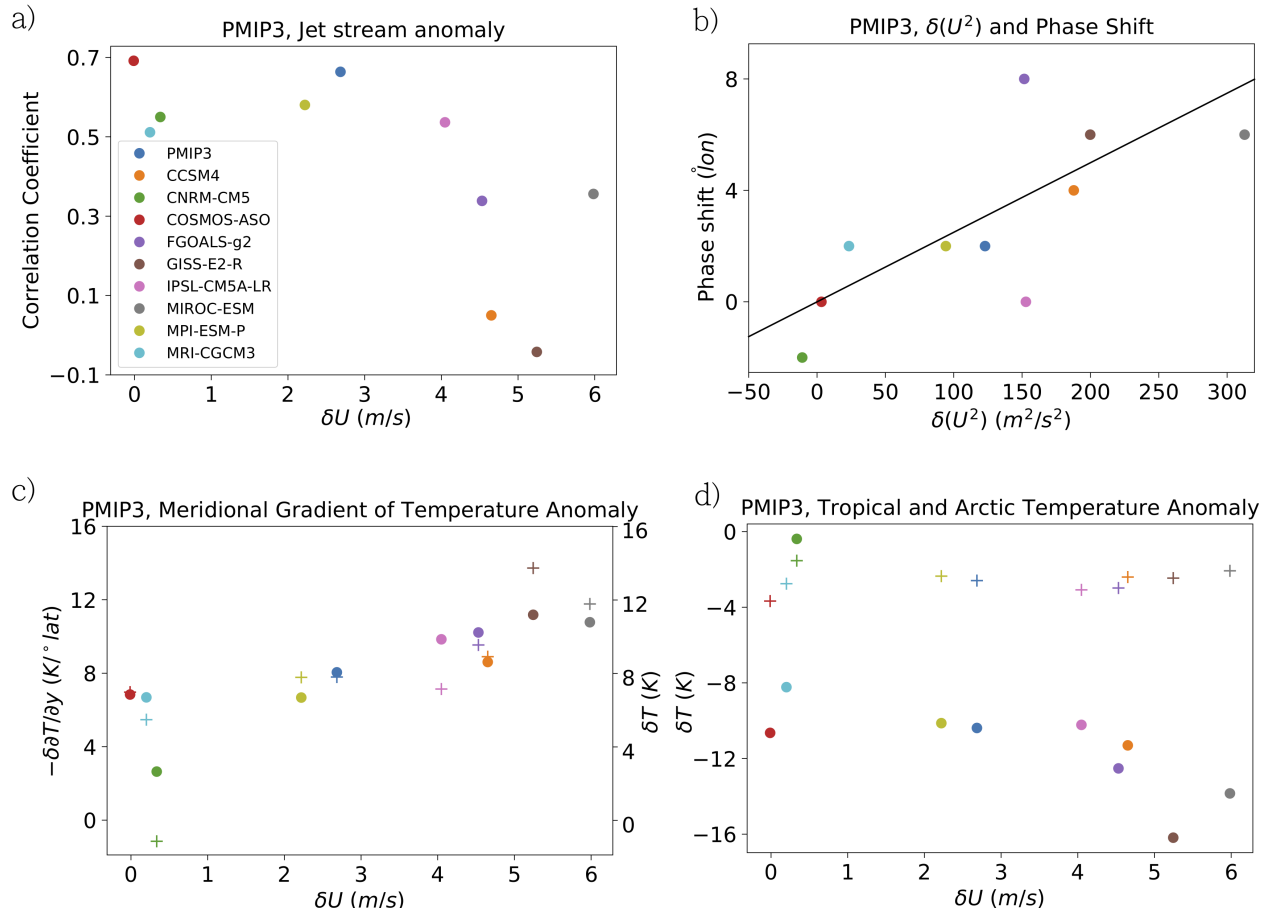 a)
PMIP3, Jet stream anomaly
Correlation Coefficient
0.7
0.5
0.3
0.1
−0.1
PMIP3
CCSM4
CNRM-CM5
COSMOS-ASO
FGOALS-g2
GISS-E2-R
IPSL-CM5A-LR
MIROC-ESM
MPI-ESM-P
MRI-CGCM3
0 1 2 3 4 5 6
δU (m/s)
b)
PMIP3, δ(U²) and Phase Shift
Phase shift (°lon)
8
4
0
−50 0 50 100 150 200 250 300
δ(U²) (m²/s²)
c)
PMIP3, Meridional Gradient of Temperature Anomaly
−δ∂T/∂y (K/° lat)
16
12
8
4
0
16
12
8
4
0
δT (K)
0 1 2 3 4 5 6
δU (m/s)
d)
PMIP3, Tropical and Arctic Temperature Anomaly
δT (K)
0
−4
−8
−12
−16
0 1 2 3 4 5 6
δU (m/s)